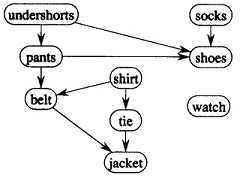 undershorts
socks
pants
shoes
shirt
belt
watch
tie
jacket